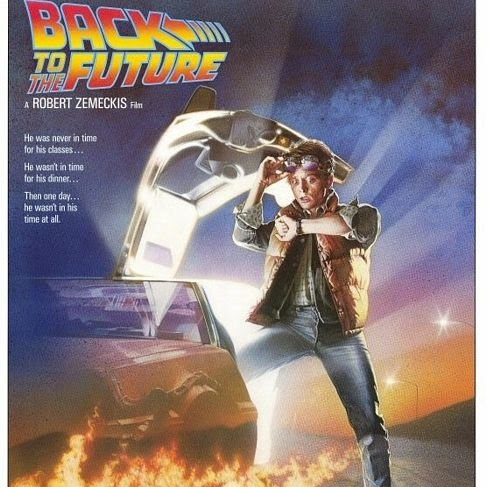 BACK
TO
THE FUTURE
A ROBERT ZEMECKIS Film
He was never in time
for his classes...
He wasn't in time
for his dinner...
Then one day...
he wasn't in his
time at all.